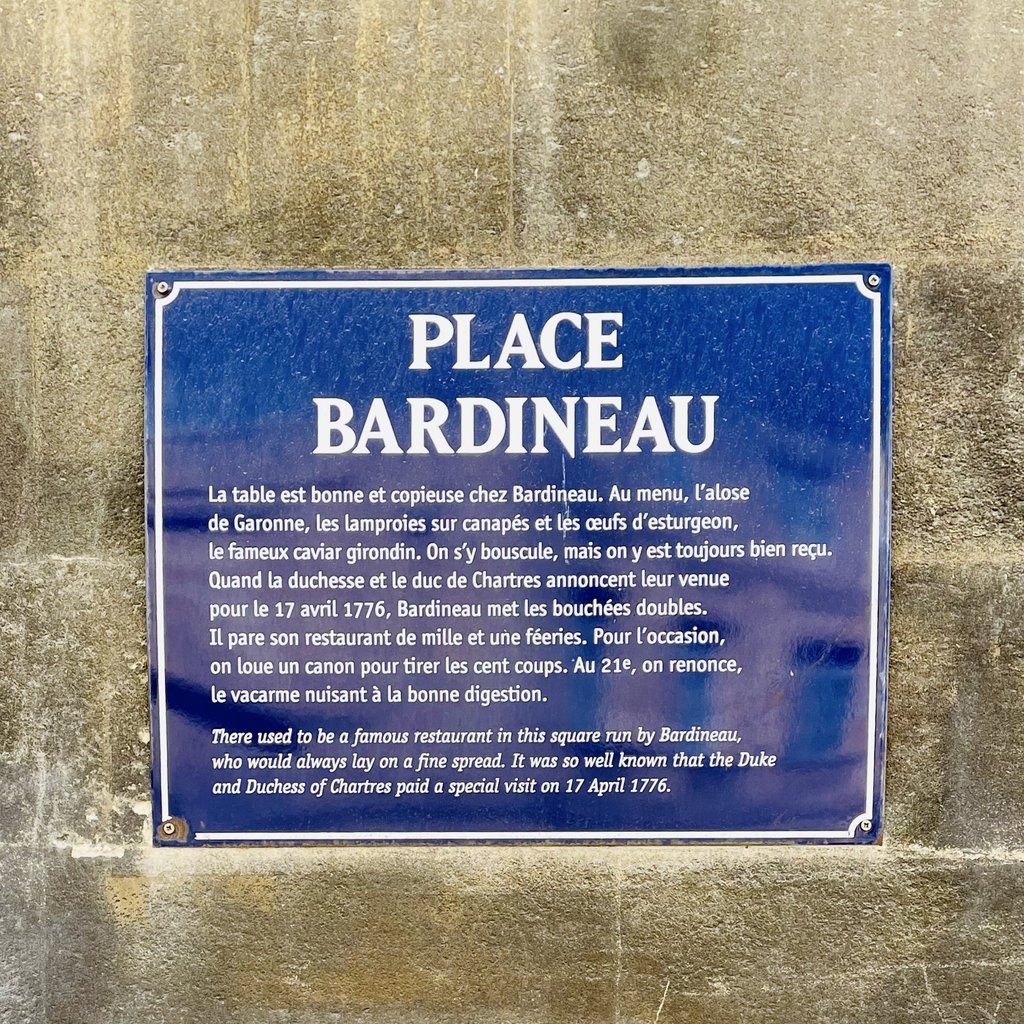 PLACE
BARDINEAU
La table est bonne et copieuse chez Bardineau. Au menu, l'alose
de Garonne, les lamproies sur canapés et les œufs d'esturgeon,
le fameux caviar girondin. On s'y bouscule, mais on y est toujours bien reçu.
Quand la duchesse et le duc de Chartres annoncent leur venue
pour le 17 avril 1776, Bardineau met les bouchées doubles.
Il pare son restaurant de mille et une féeries. Pour l'occasion,
on loue un canon pour tirer les cent coups. Au 21e, on renonce,
le vacarme nuisant à la bonne digestion.
There used to be a famous restaurant in this square run by Bardineau,
who would always lay on a fine spread. It was so well known that the Duke
and Duchess of Chartres paid a special visit on 17 April 1776.